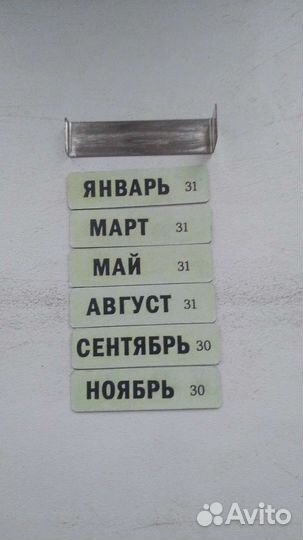 ЯНВАРЬ 31
МАРТ 31
МАЙ 31
АВГУСТ 31
СЕНТЯБРЬ 30
НОЯБРЬ 30
Avito